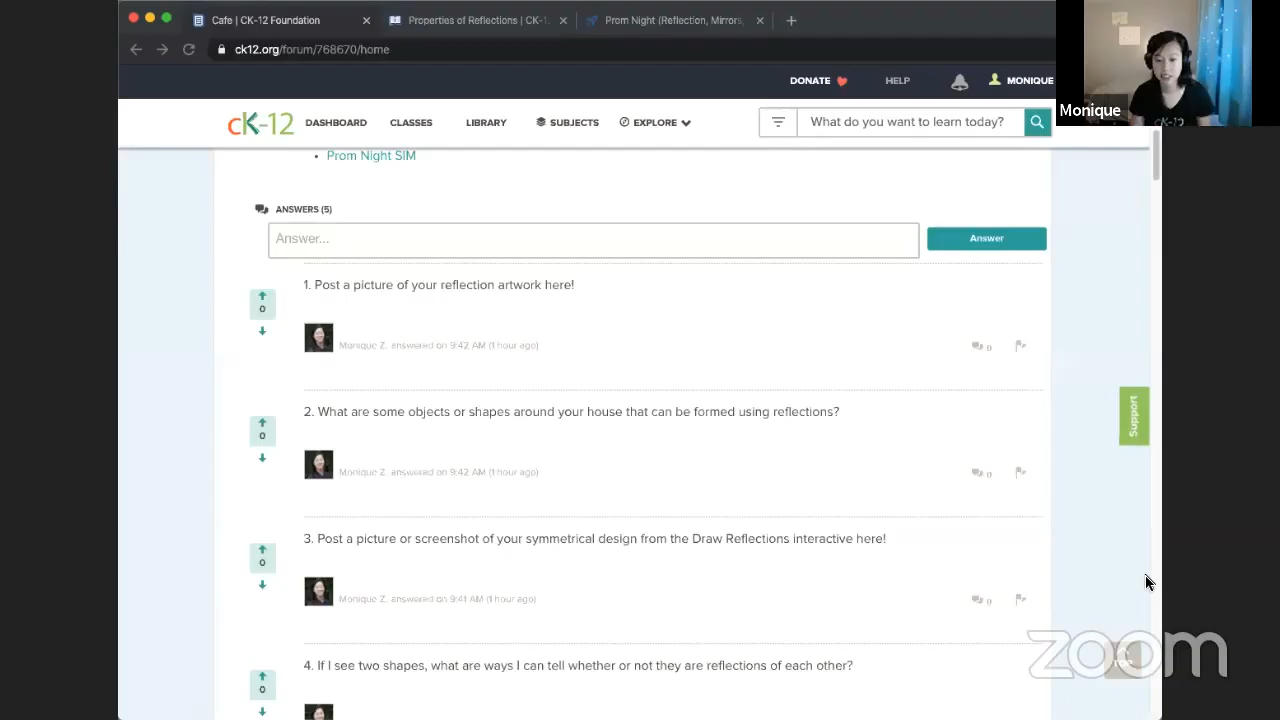 Cafe | CK-12 Foundation
Properties of Reflections | CK-1
Prom Night (Reflection, Mirrors,
ck12.org/forum/768670/home
DONATE
HELP
MONIQUE
Monique
cK-12
DASHBOARD
CLASSES
LIBRARY
SUBJECTS
EXPLORE
What do you want to learn today?
• Prom Night SIM
ANSWERS (5)
Answer...
Answer
1. Post a picture of your reflection artwork here!
0
Monique Z. answered on 9:42 AM (1 hour ago)
0
2. What are some objects or shapes around your house that can be formed using reflections?
0
Monique Z. answered on 9:42 AM (1 hour ago)
0
Support
3. Post a picture or screenshot of your symmetrical design from the Draw Reflections interactive here!
0
Monique Z. answered on 9:41 AM (1 hour ago)
0
zoom
4. If I see two shapes, what are ways I can tell whether or not they are reflections of each other?
0